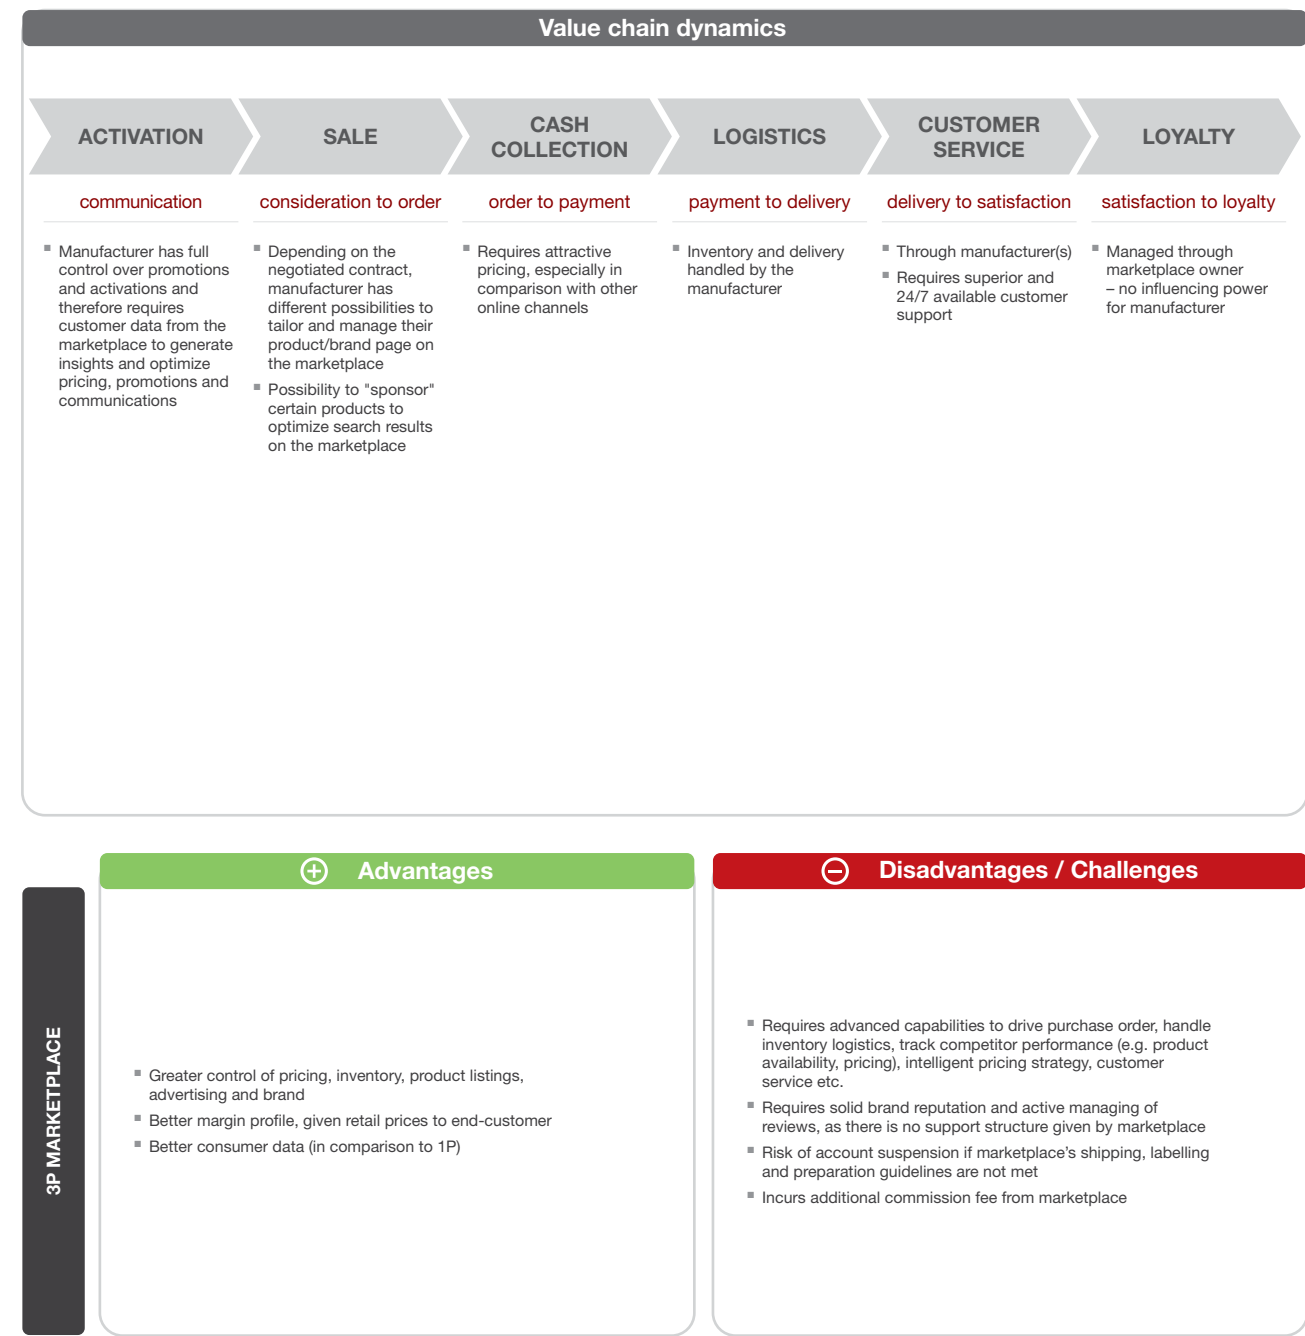 Value chain dynamics
ACTIVATION
SALE
CASH
COLLECTION
LOGISTICS
CUSTOMER
SERVICE
LOYALTY
communication
consideration to order
order to payment
payment to delivery
delivery to satisfaction
satisfaction to loyalty
Manufacturer has full
control over promotions
and activations and
therefore requires
customer data from the
marketplace to generate
insights and optimize
pricing, promotions and
communications
Depending on the
negotiated contract,
manufacturer has
different possibilities to
tailor and manage their
product/brand page on
the marketplace
Possibility to "sponsor"
certain products to
optimize search results
on the marketplace
Requires attractive
pricing, especially in
comparison with other
online channels
Inventory and delivery
handled by the
manufacturer
Through manufacturer(s)
Requires superior and
24/7 available customer
support
Managed through
marketplace owner
– no influencing power
for manufacturer
3P MARKETPLACE
Advantages
Greater control of pricing, inventory, product listings,
advertising and brand
Better margin profile, given retail prices to end-customer
Better consumer data (in comparison to 1P)
Disadvantages / Challenges
Requires advanced capabilities to drive purchase order, handle
inventory logistics, track competitor performance (e.g. product
availability, pricing), intelligent pricing strategy, customer
service etc.
Requires solid brand reputation and active managing of
reviews, as there is no support structure given by marketplace
Risk of account suspension if marketplace’s shipping, labelling
and preparation guidelines are not met
Incurs additional commission fee from marketplace